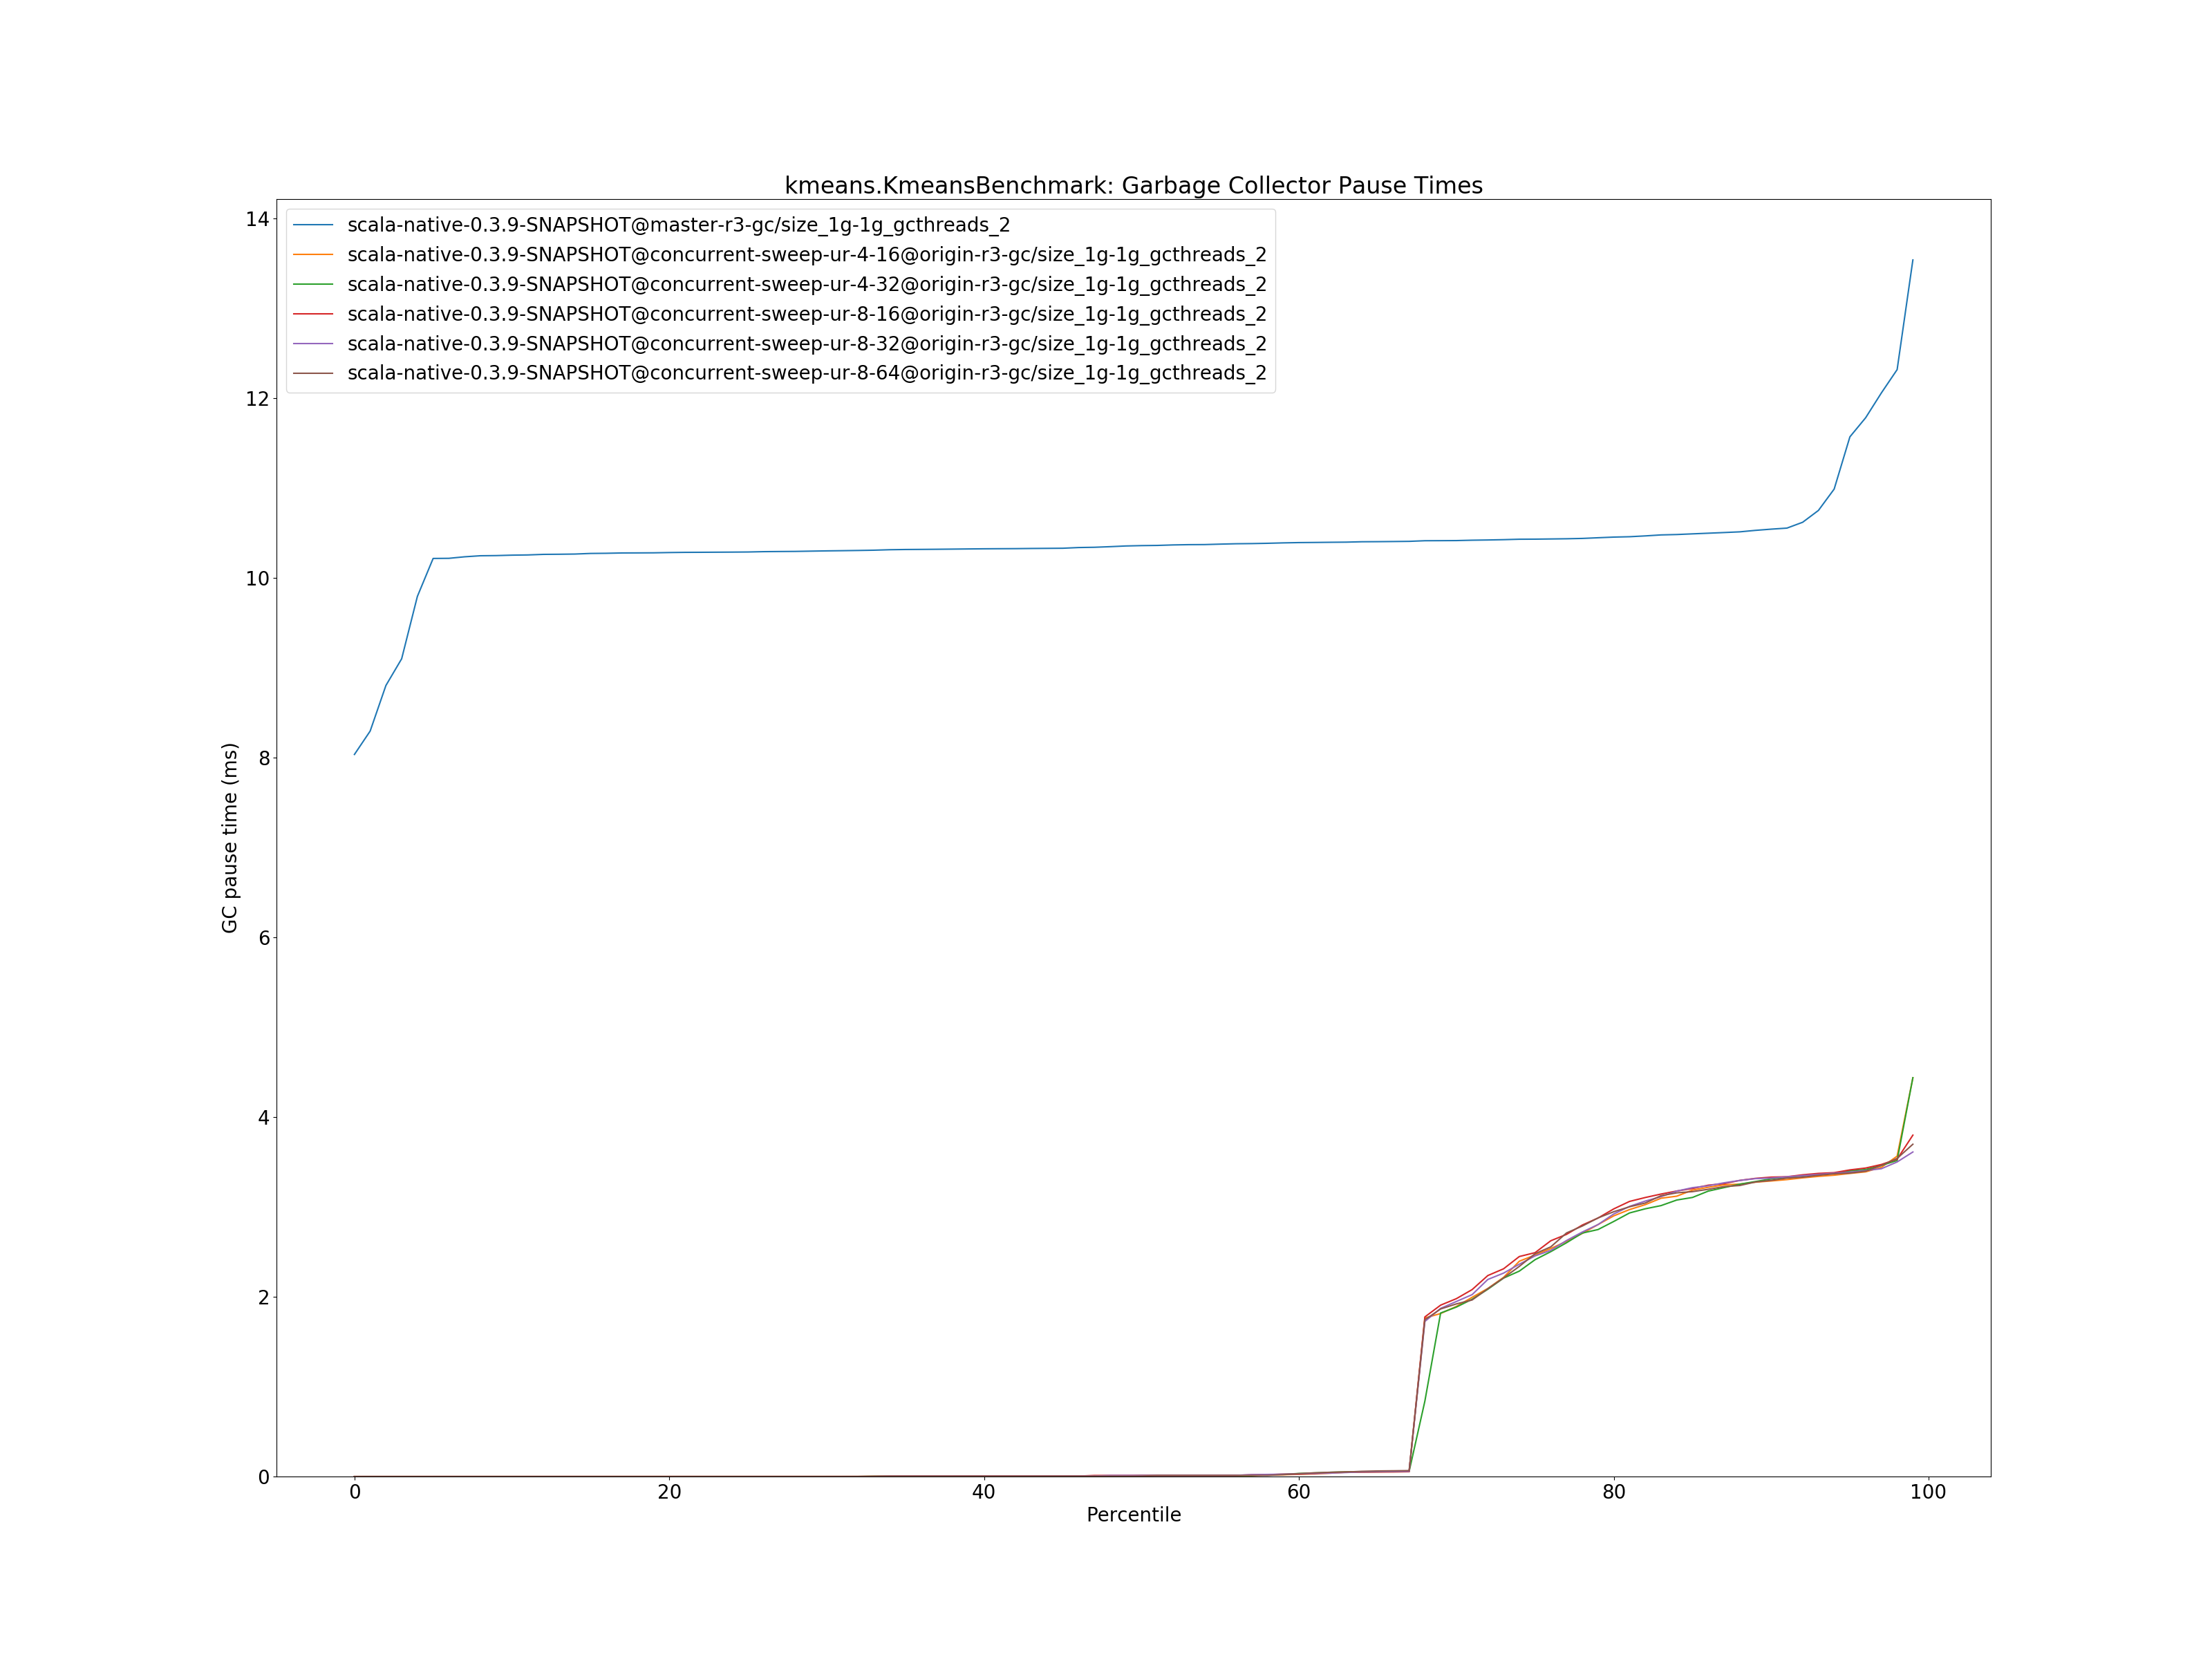 kmeans.KmeansBenchmark: Garbage Collector Pause Times
14
12
10
8
6
4
2
0
GC pause time (ms)
scala-native-0.3.9-SNAPSHOT@master-r3-gc/size_1g-1g_gcthreads_2
scala-native-0.3.9-SNAPSHOT@concurrent-sweep-ur-4-16@origin-r3-gc/size_1g-1g_gcthreads_2
scala-native-0.3.9-SNAPSHOT@concurrent-sweep-ur-4-32@origin-r3-gc/size_1g-1g_gcthreads_2
scala-native-0.3.9-SNAPSHOT@concurrent-sweep-ur-8-16@origin-r3-gc/size_1g-1g_gcthreads_2
scala-native-0.3.9-SNAPSHOT@concurrent-sweep-ur-8-32@origin-r3-gc/size_1g-1g_gcthreads_2
scala-native-0.3.9-SNAPSHOT@concurrent-sweep-ur-8-64@origin-r3-gc/size_1g-1g_gcthreads_2
0 20 40 60 80 100
Percentile